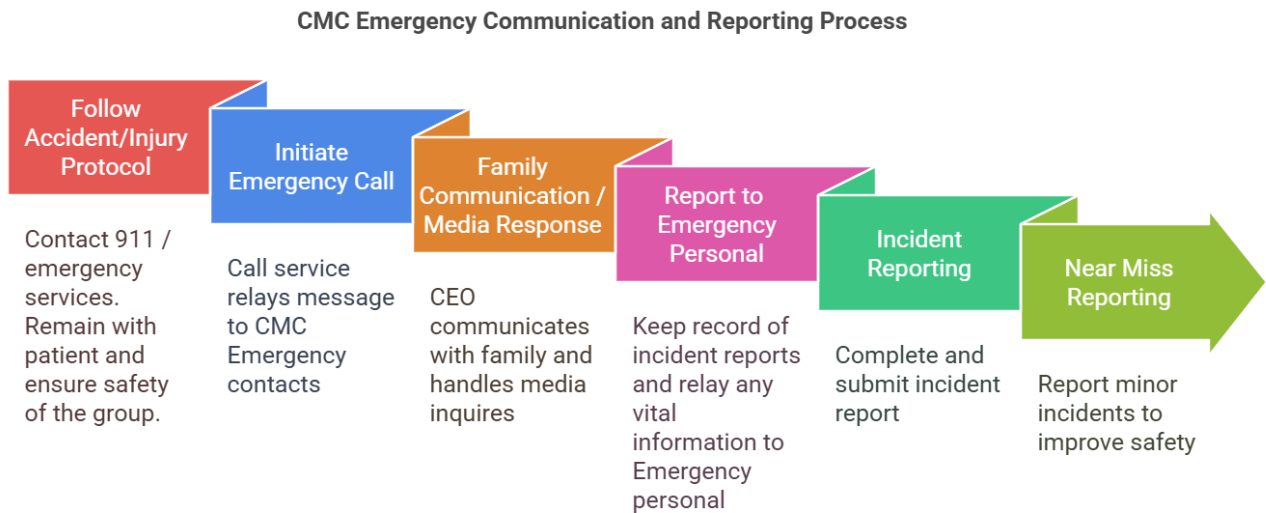 CMC Emergency Communication and Reporting Process
Follow
Accident/Injury
Protocol
Contact 911 /
emergency
services.
Remain with
patient and
ensure safety
of the group.
Initiate
Emergency Call
Call service
relays message
to CMC
Emergency
contacts
Family
Communication /
Media Response
CEO
communicates
with family and
handles media
inquires
Report to
Emergency
Personal
Keep record of
incident reports
and relay any
vital
information to
Emergency
personal
Incident
Reporting
Complete and
submit incident
report
Near Miss
Reporting
Report minor
incidents to
improve safety